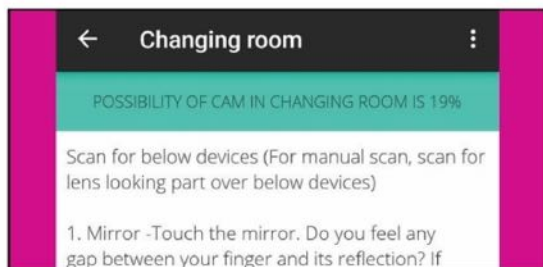 Changing room
POSSIBILITY OF CAM IN CHANGING ROOM IS 19%
Scan for below devices (For manual scan, scan for
lens looking part over below devices)
1. Mirror -Touch the mirror. Do you feel any
gap between your finger and its reflection? If